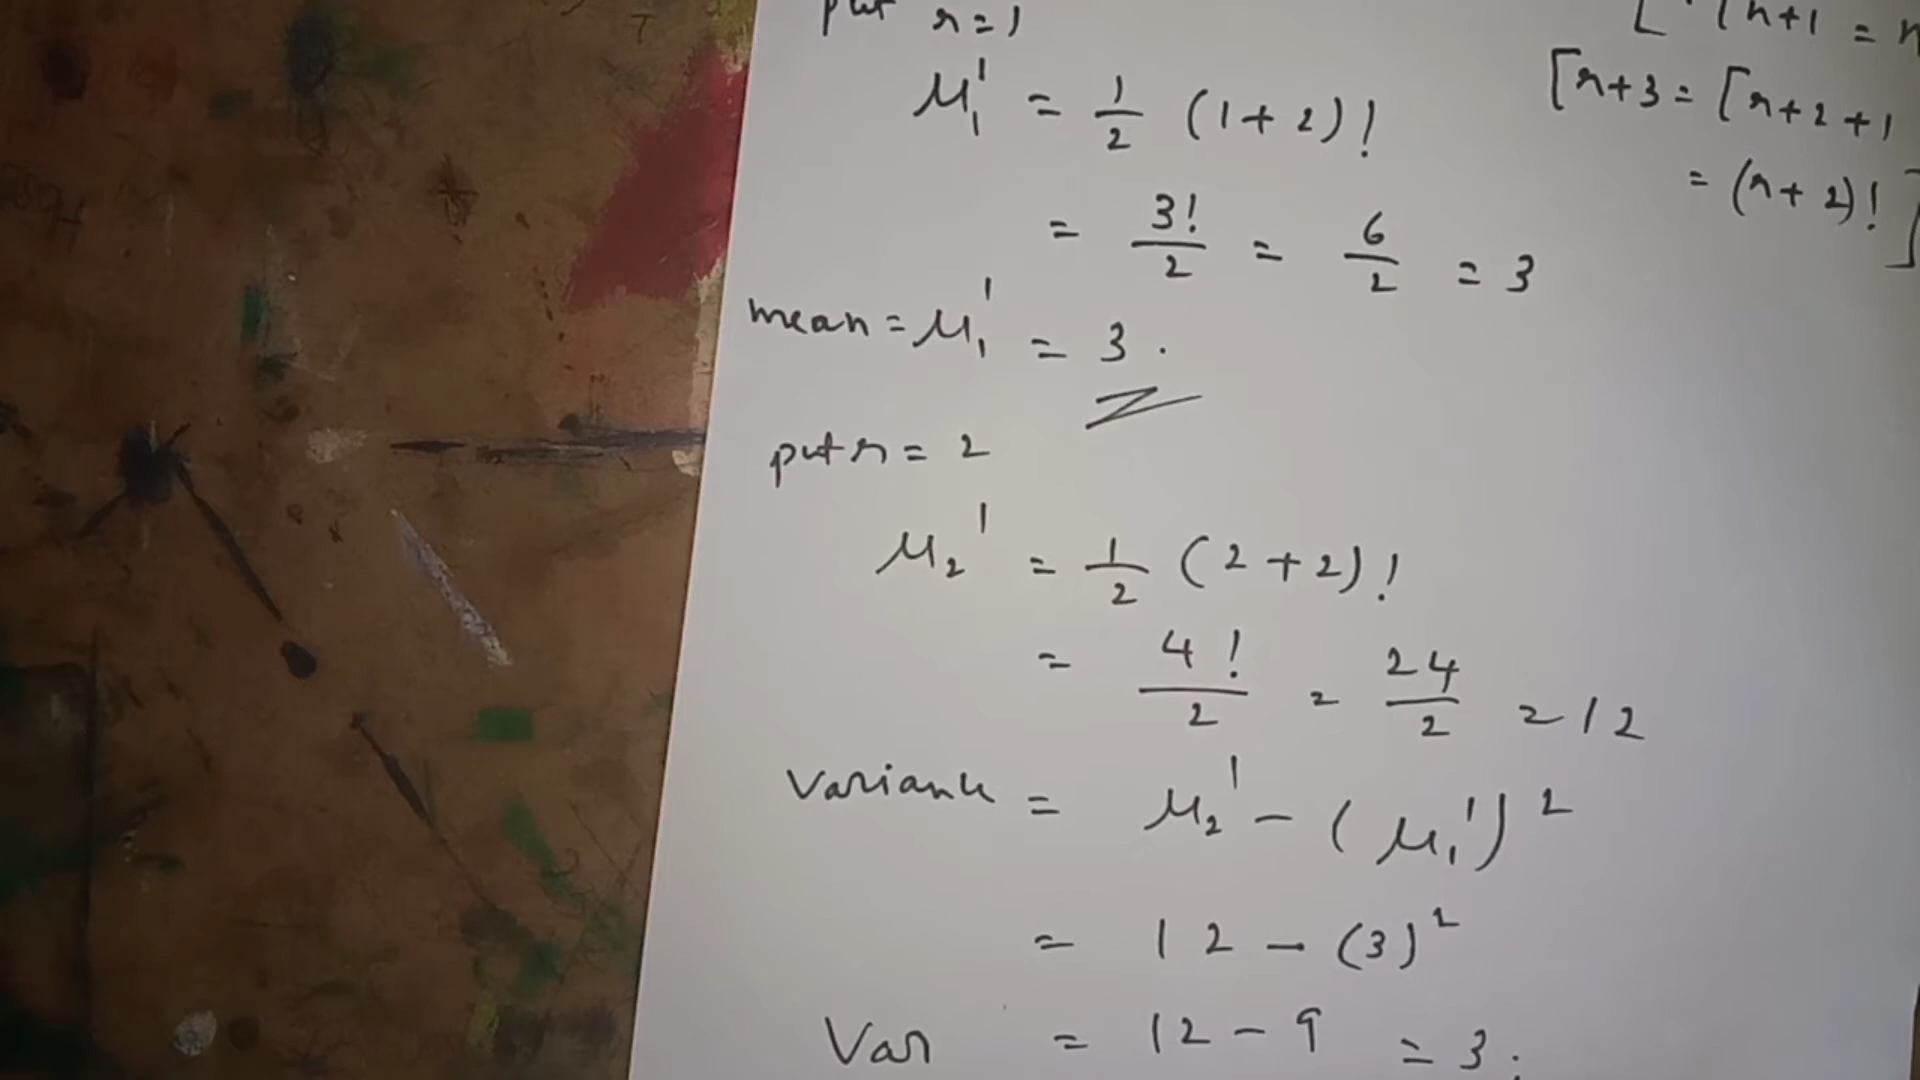 put r=1
[∵ Γn+1 = n
μ₁' = 1/2 (1+2)!
Γr+3 = Γr+2+1
= (r+2)! ]
= 3!/2 = 6/2 = 3
mean = μ₁' = 3.
put r = 2
μ₂' = 1/2 (2+2)!
= 4!/2 = 24/2 = 12
Variance = μ₂' - (μ₁')²
= 12 - (3)²
Var = 12 - 9 = 3.